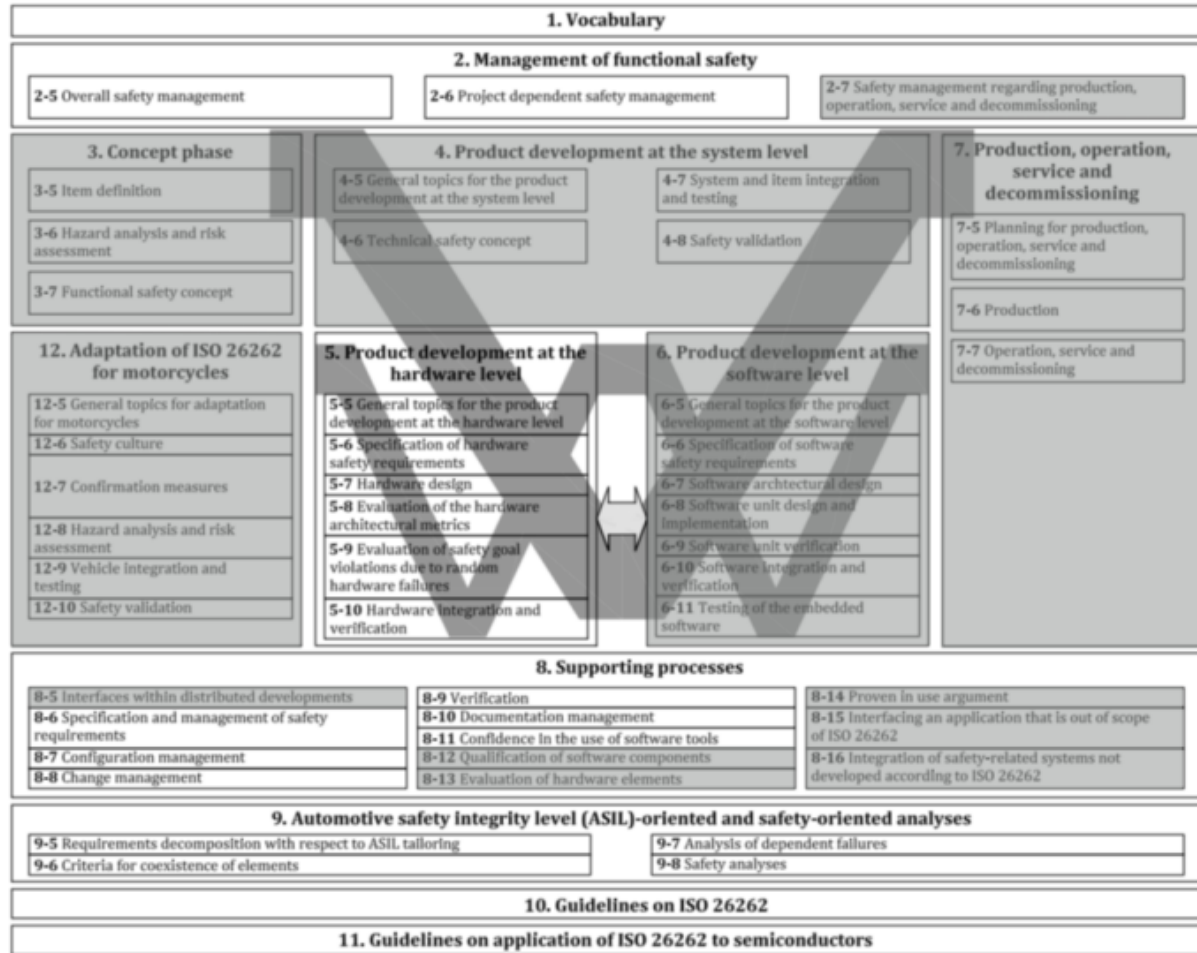 1. Vocabulary
2. Management of functional safety
2-5 Overall safety management
2-6 Project dependent safety management
2-7 Safety management regarding production,
operation, service and decommissioning
3. Concept phase
3-5 Item definition
3-6 Hazard analysis and risk
assessment
3-7 Functional safety concept
4. Product development at the system level
4-5 General topics for the product
development at the system level
4-6 Technical safety concept
4-7 System and item integration
and testing
4-8 Safety validation
7. Production, operation,
service and
decommissioning
7-5 Planning for production,
operation, service and
decommissioning
7-6 Production
7-7 Operation, service and
decommissioning
12. Adaptation of ISO 26262
for motorcycles
12-5 General topics for adaptation
for motorcycles
12-6 Safety culture
12-7 Confirmation measures
12-8 Hazard analysis and risk
assessment
12-9 Vehicle integration and
testing
12-10 Safety validation
5. Product development at the
hardware level
5-5 General topics for the product
development at the hardware level
5-6 Specification of hardware
safety requirements
5-7 Hardware design
5-8 Evaluation of the hardware
architectural metrics
5-9 Evaluation of safety goal
violations due to random
hardware failures
5-10 Hardware integration and
verification
6. Product development at the
software level
6-5 General topics for the product
development at the software level
6-6 Specification of software
safety requirements
6-7 Software archtectural design
6-8 Software unit design and
implementation
6-9 Software unit verification
6-10 Software integration and
verification
6-11 Testing of the embedded
software
8. Supporting processes
8-5 Interfaces within distributed developments
8-6 Specification and management of safety
requirements
8-7 Configuration management
8-8 Change management
8-9 Verification
8-10 Documentation management
8-11 Confidence in the use of software tools
8-12 Qualification of software components
8-13 Evaluation of hardware elements
8-14 Proven in use argument
8-15 Interfacing an application that is out of scope
of ISO 26262
8-16 Integration of safety-related systems not
developed according to ISO 26262
9. Automotive safety integrity level (ASIL)-oriented and safety-oriented analyses
9-5 Requirements decomposition with respect to ASIL tailoring
9-6 Criteria for coexistence of elements
9-7 Analysis of dependent failures
9-8 Safety analyses
10. Guidelines on ISO 26262
11. Guidelines on application of ISO 26262 to semiconductors